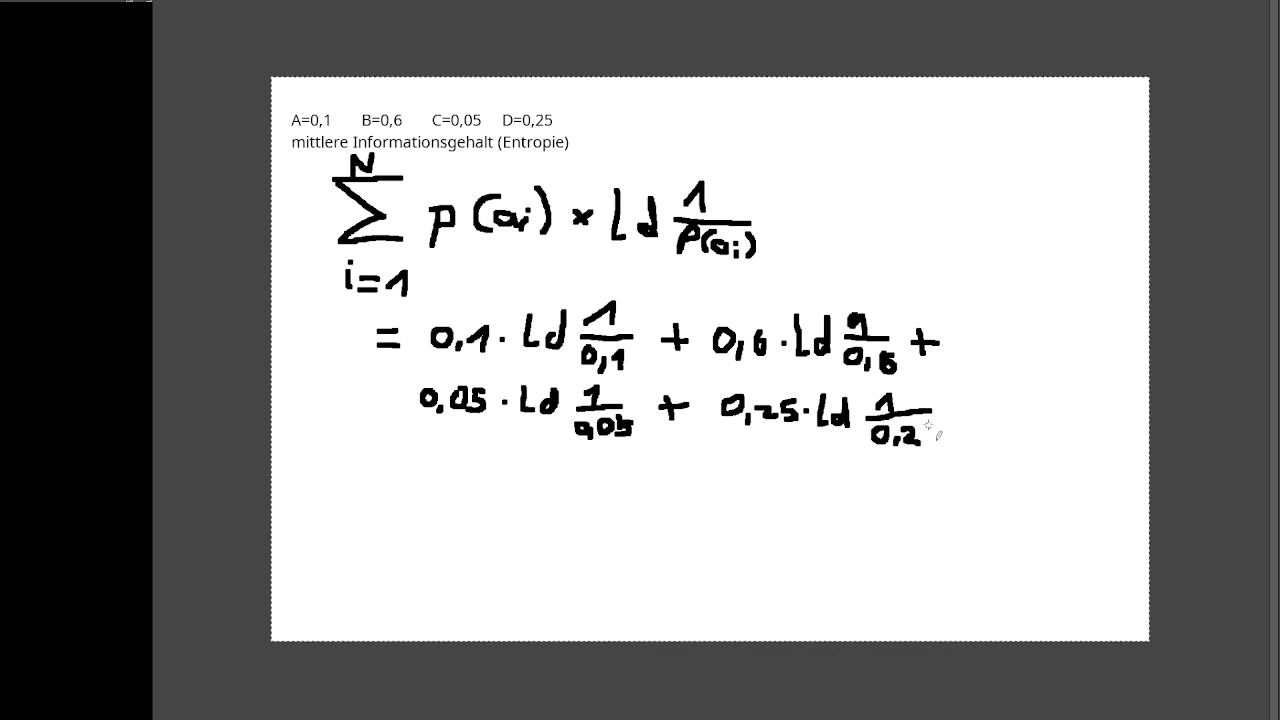 A=0,1 B=0,6 C=0,05 D=0,25
mittlere Informationsgehalt (Entropie)
N
∑ p(ai) × ld 1/P(ai)
i=1
= 0,1 · ld 1/0,1 + 0,6 · ld 1/0,6 +
0,05 · ld 1/0,05 + 0,25 · ld 1/0,2